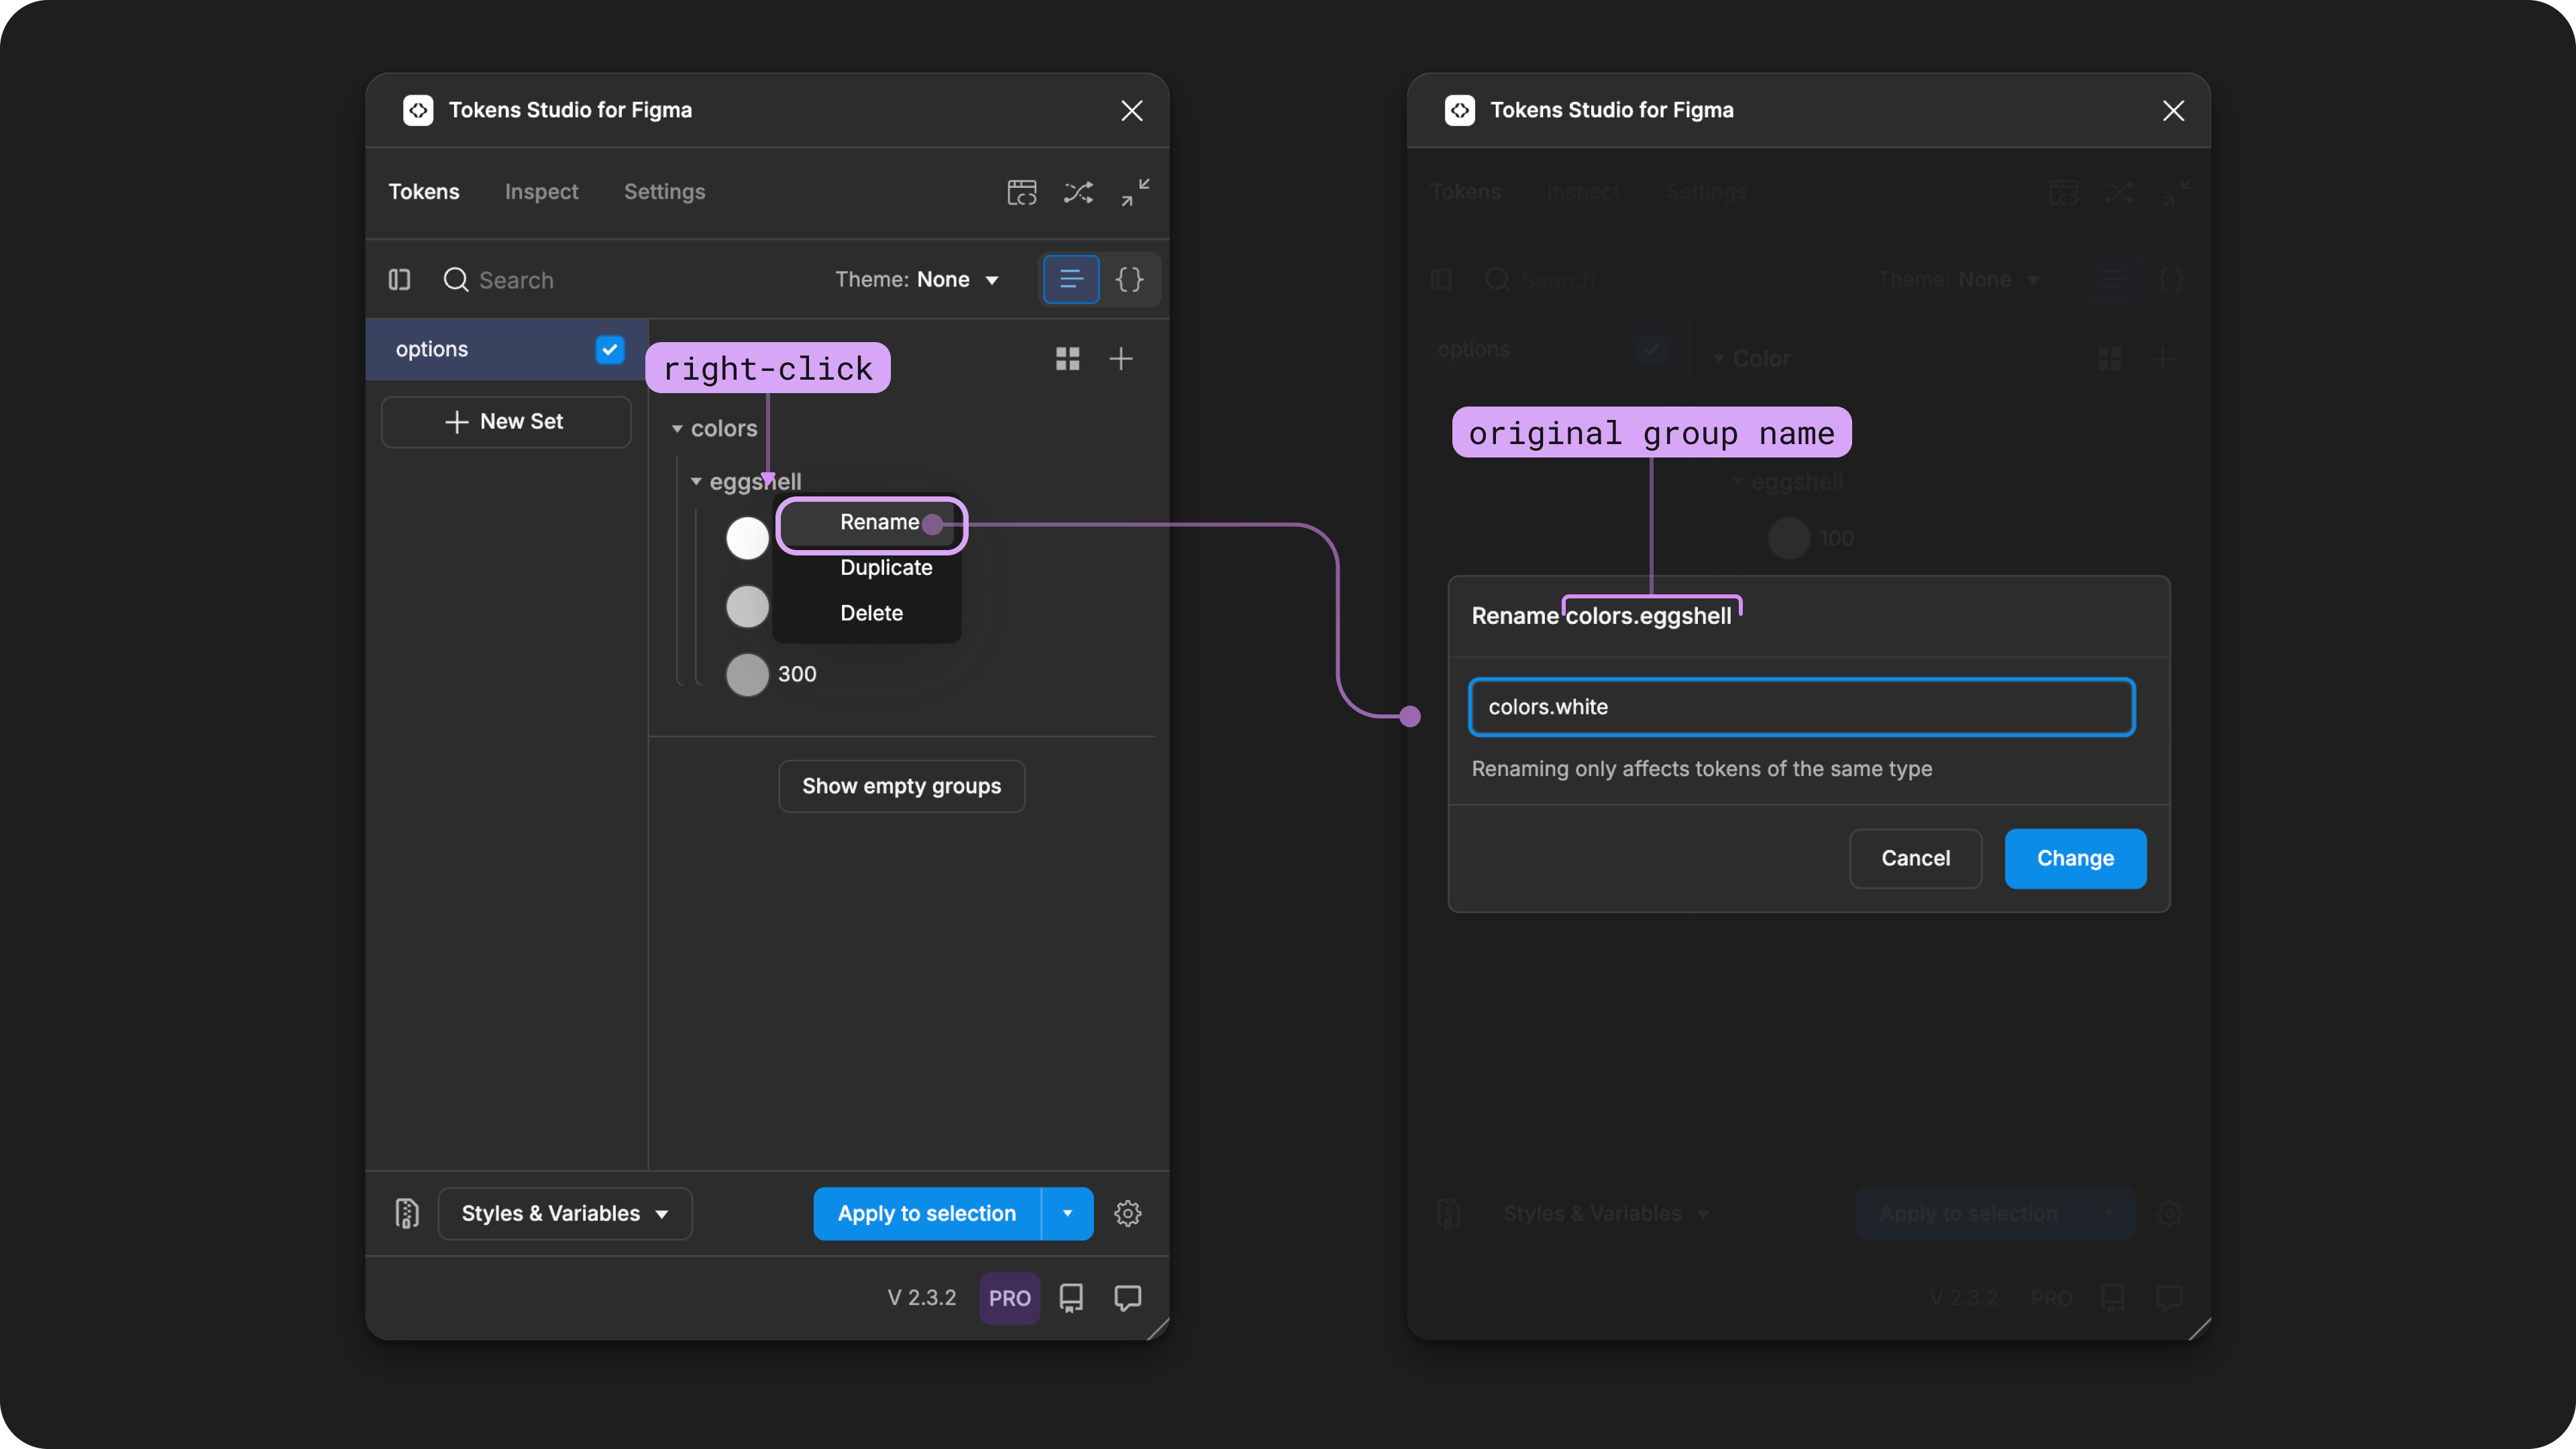 Tokens Studio for Figma
Tokens Inspect Settings
Search Theme: None
options
right-click
New Set
colors
eggshell
Rename
Duplicate
Delete
300
Show empty groups
Styles & Variables Apply to selection
V 2.3.2 PRO
Tokens Studio for Figma
Tokens Inspect Settings
Search Theme: None
options Color
original group name
eggshell
100
Rename colors.eggshell
colors.white
Renaming only affects tokens of the same type
Cancel Change
Styles & Variables Apply to selection
V 2.3.2 PRO